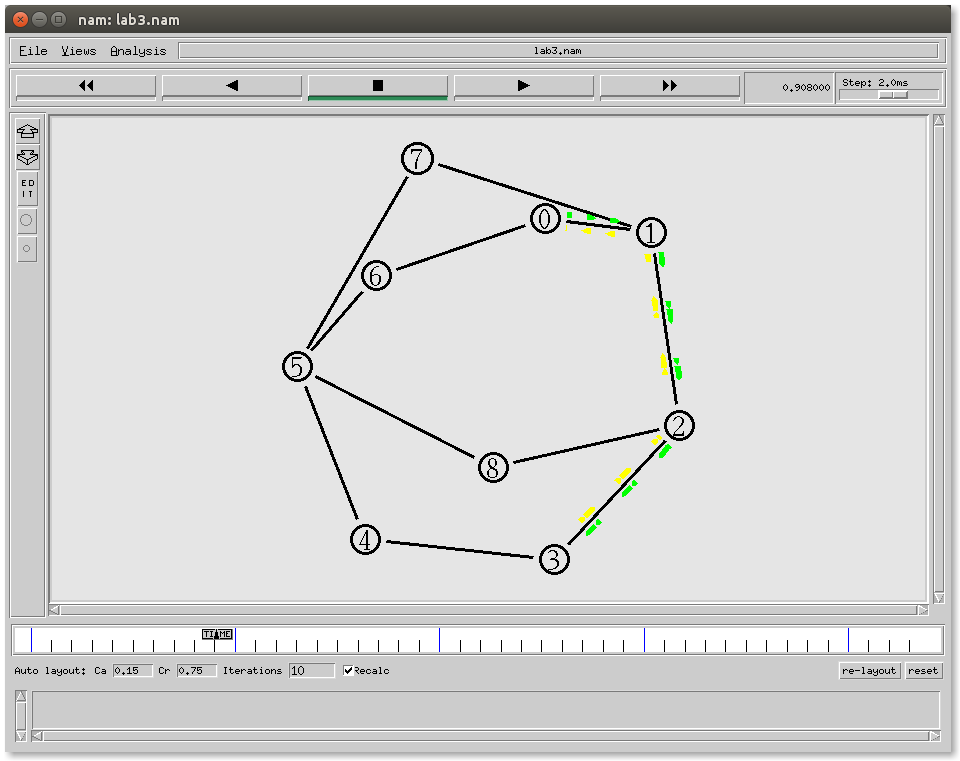 nam: lab3.nam
File Views Analysis lab3.nam
0.908000 Step: 2.0ms
ED
IT
7
0
1
6
5
2
8
4
3
TIME
Auto layout: Ca 0.15 Cr 0.75 Iterations 10 Recalc re-layout reset